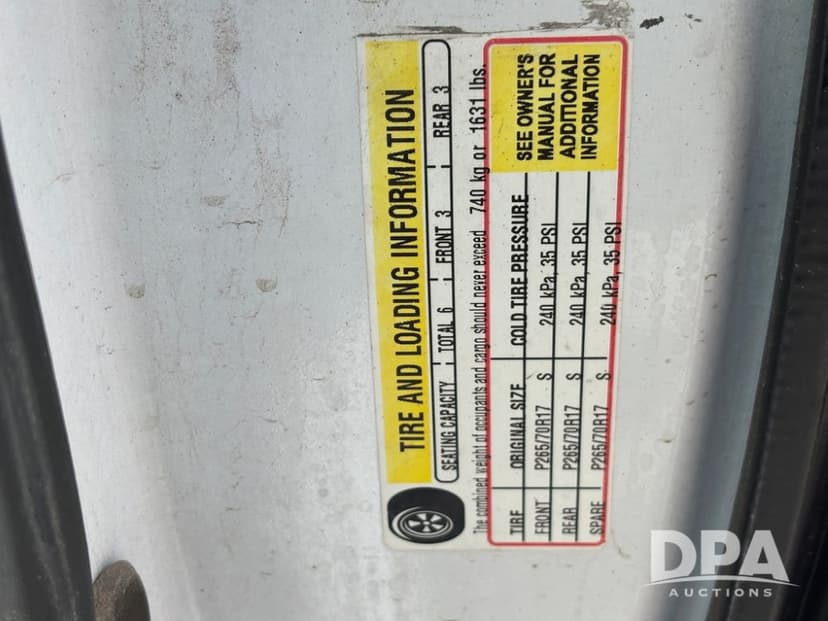 TIRE AND LOADING INFORMATION
SEATING CAPACITY TOTAL 6 FRONT 3 REAR 3
The combined weight of occupants and cargo should never exceed 740 kg or 1631 lbs.
TIRE ORIGINAL SIZE COLD TIRE PRESSURE
FRONT P265/70R17 S 240 kPa, 35 PSI
REAR P265/70R17 S 240 kPa, 35 PSI
SPARE P265/70R17 S 240 kPa, 35 PSI
SEE OWNER'S
MANUAL FOR
ADDITIONAL
INFORMATION
DPA
AUCTIONS